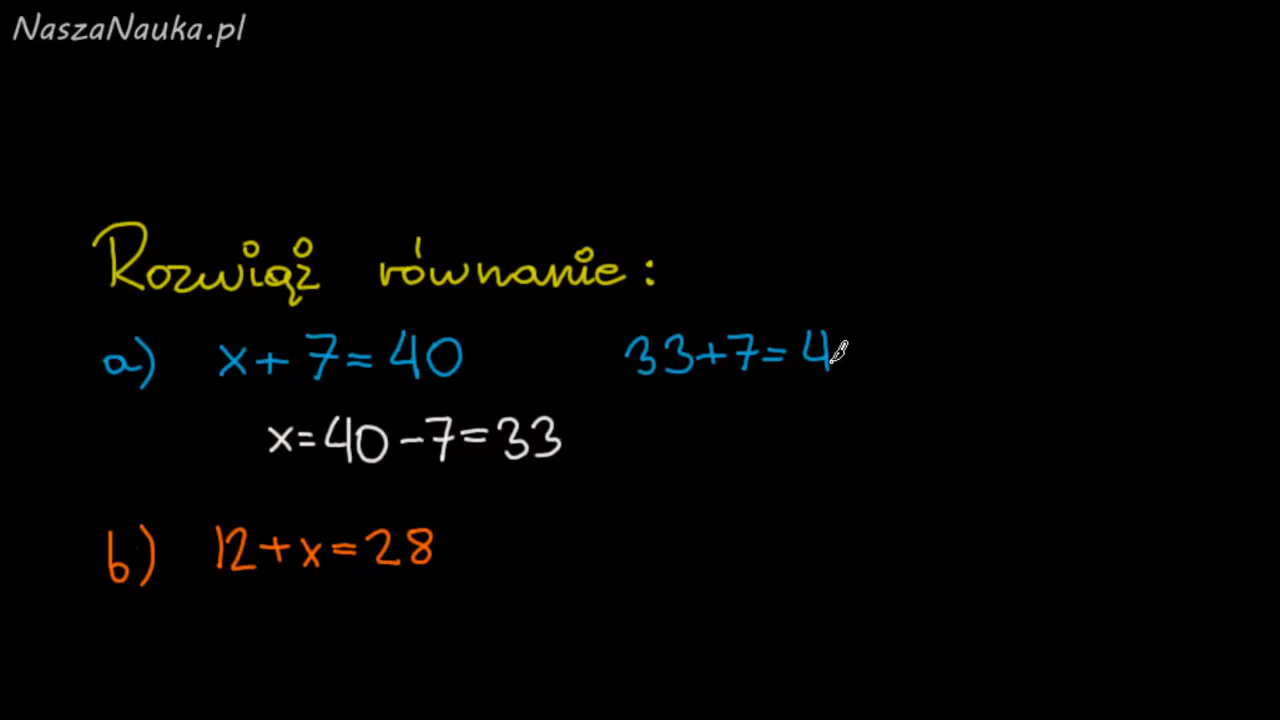 NaszaNauka.pl
Rozwiąż równanie:
a) x + 7 = 40 33 + 7 = 4
x = 40 - 7 = 33
b) 12 + x = 28